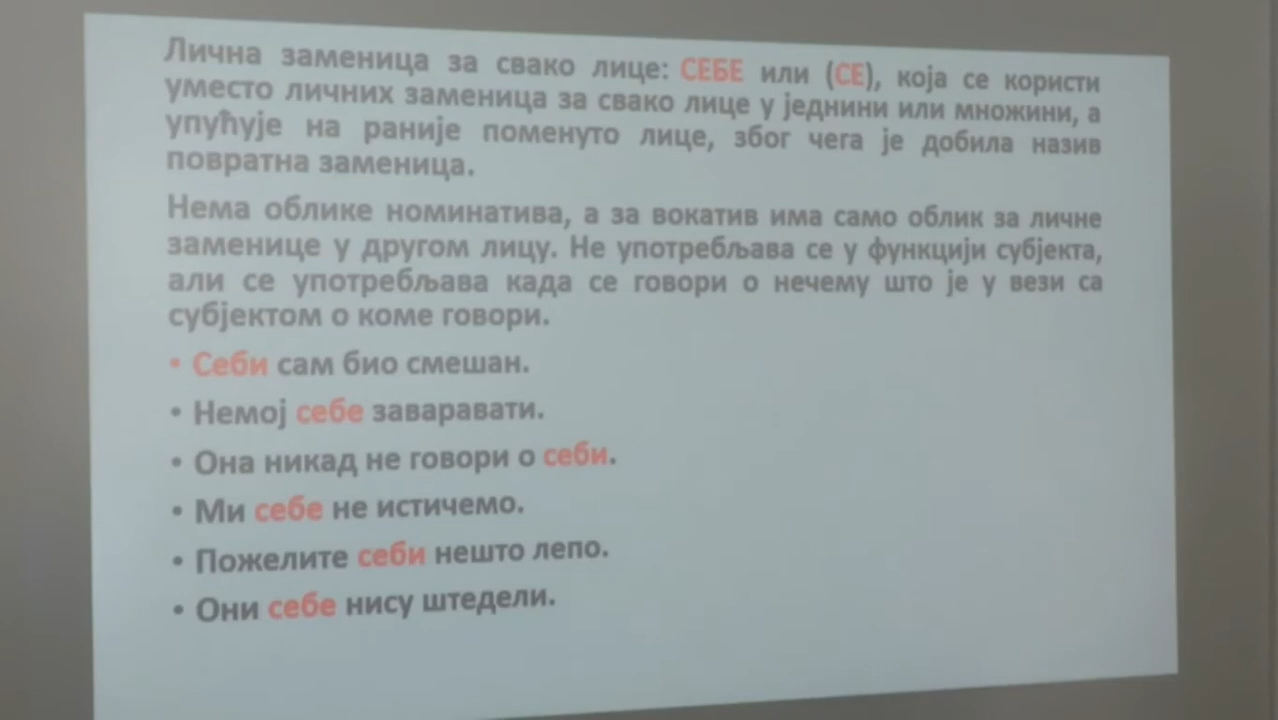 Лична заменица за свако лице: СЕБЕ или (СЕ), која се користи
уместо личних заменица за свако лице у једнини или множини, а
упућује на раније поменуто лице, због чега је добила назив
повратна заменица.
Нема облике номинатива, а за вокатив има само облик за личне
заменице у другом лицу. Не употребљава се у функцији субјекта,
али се употребљава када се говори о нечему што је у вези са
субјектом о коме говори.
• Себи сам био смешан.
• Немој себе заваравати.
• Она никад не говори о себи.
• Ми себе не истичемо.
• Пожелите себи нешто лепо.
• Они себе нису штедели.